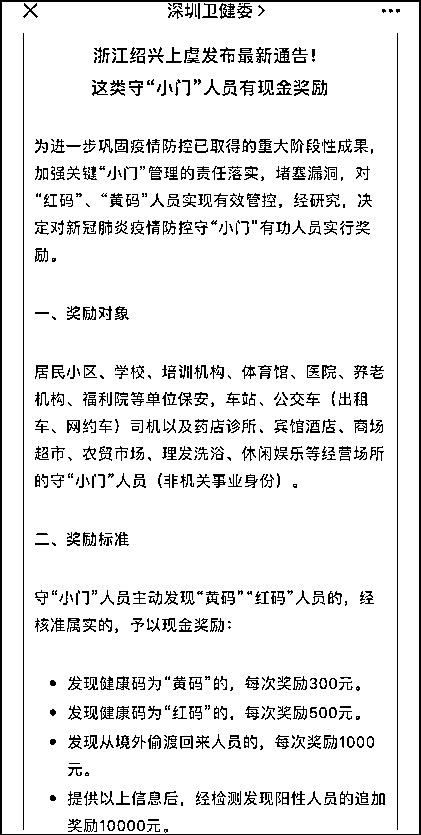 深圳卫健委
浙江绍兴上虞发布最新通告！
这类守“小门”人员有现金奖励
为进一步巩固疫情防控已取得的重大阶段性成果，
加强关键“小门”管理的责任落实，堵塞漏洞，对
“红码”、“黄码”人员实现有效管控，经研究，决
定对新冠肺炎疫情防控守“小门”有功人员实行奖
励。
一、奖励对象
居民小区、学校、培训机构、体育馆、医院、养老
机构、福利院等单位保安，车站、公交车（出租
车、网约车）司机以及药店诊所、宾馆酒店、商场
超市、农贸市场、理发洗浴、休闲娱乐等经营场所
的守“小门”人员（非机关事业身份）。
二、奖励标准
守“小门”人员主动发现“黄码”“红码”人员的，经
核准属实的，予以现金奖励：
• 发现健康码为“黄码”的，每次奖励300元。
• 发现健康码为“红码”的，每次奖励500元。
• 发现从境外偷渡回来人员的，每次奖励1000
元。
• 提供以上信息后，经检测发现阳性人员的追加
奖励10000元。